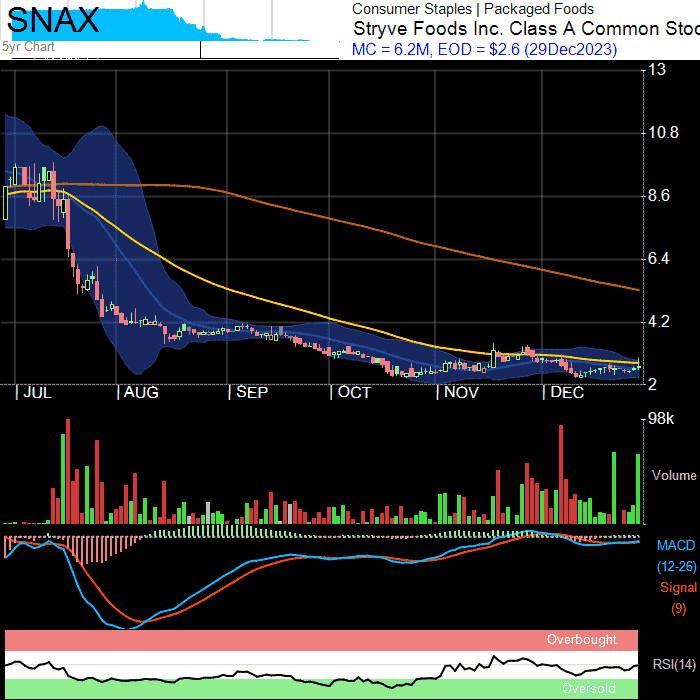 SNAX
Consumer Staples | Packaged Foods
Stryve Foods Inc. Class A Common Stoc
5yr Chart
MC = 6.2M, EOD = $2.6 (29Dec2023)
13
10.8
8.6
6.4
4.2
2
JUL AUG SEP OCT NOV DEC
98k
Volume
MACD
(12-26)
Signal
(9)
Overbought
RSI(14)
Oversold